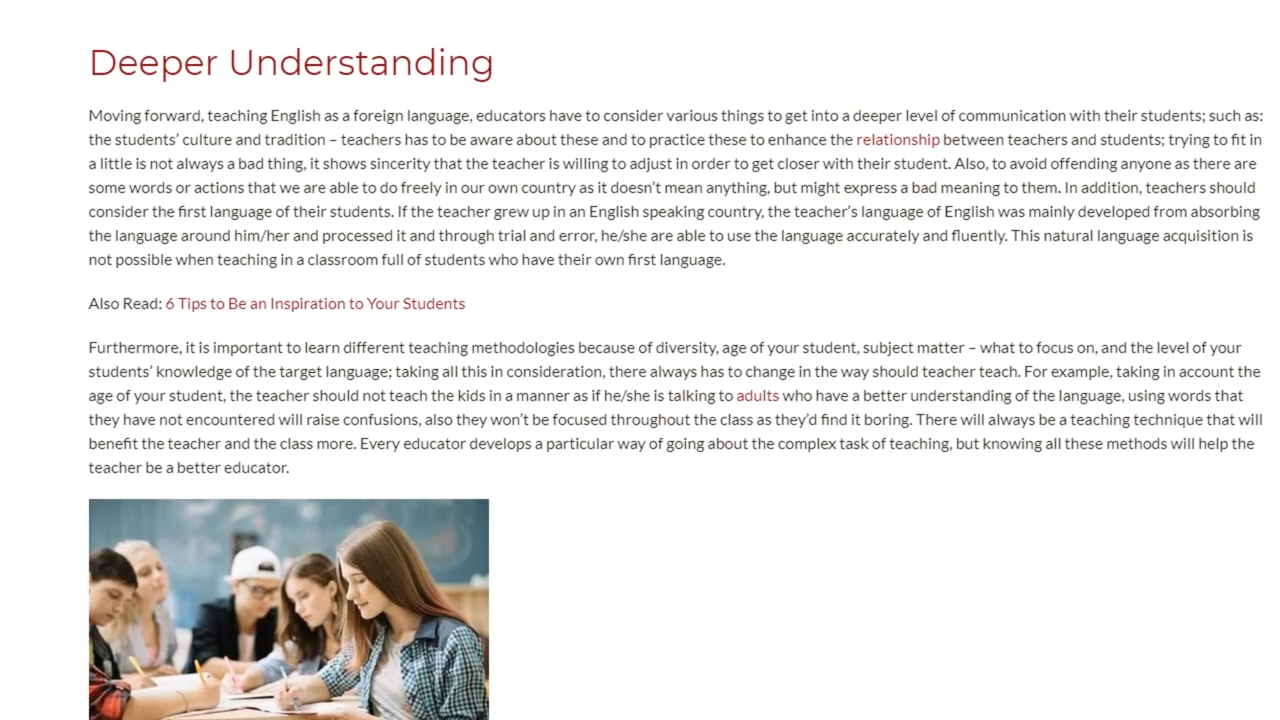 Deeper Understanding
Moving forward, teaching English as a foreign language, educators have to consider various things to get into a deeper level of communication with their students; such as:
the students’ culture and tradition – teachers has to be aware about these and to practice these to enhance the relationship between teachers and students; trying to fit in
a little is not always a bad thing, it shows sincerity that the teacher is willing to adjust in order to get closer with their student. Also, to avoid offending anyone as there are
some words or actions that we are able to do freely in our own country as it doesn’t mean anything, but might express a bad meaning to them. In addition, teachers should
consider the first language of their students. If the teacher grew up in an English speaking country, the teacher’s language of English was mainly developed from absorbing
the language around him/her and processed it and through trial and error, he/she are able to use the language accurately and fluently. This natural language acquisition is
not possible when teaching in a classroom full of students who have their own first language.
Also Read: 6 Tips to Be an Inspiration to Your Students
Furthermore, it is important to learn different teaching methodologies because of diversity, age of your student, subject matter – what to focus on, and the level of your
students’ knowledge of the target language; taking all this in consideration, there always has to change in the way should teacher teach. For example, taking in account the
age of your student, the teacher should not teach the kids in a manner as if he/she is talking to adults who have a better understanding of the language, using words that
they have not encountered will raise confusions, also they won’t be focused throughout the class as they’d find it boring. There will always be a teaching technique that will
benefit the teacher and the class more. Every educator develops a particular way of going about the complex task of teaching, but knowing all these methods will help the
teacher be a better educator.